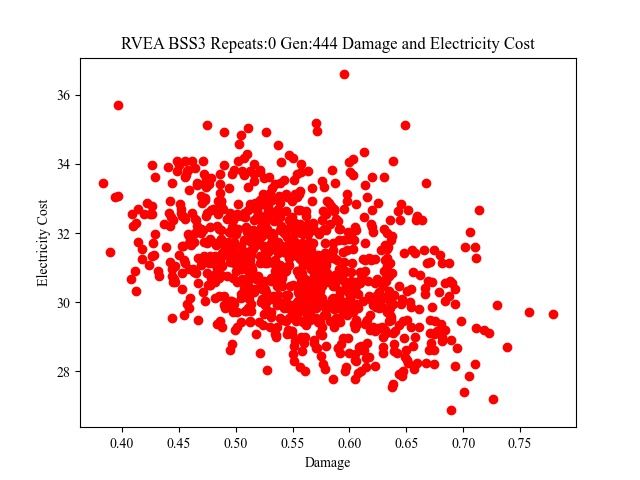 RVEA BSS3 Repeats:0 Gen:444 Damage and Electricity Cost
36
34
32
30
28
Electricity Cost
0.40 0.45 0.50 0.55 0.60 0.65 0.70 0.75
Damage